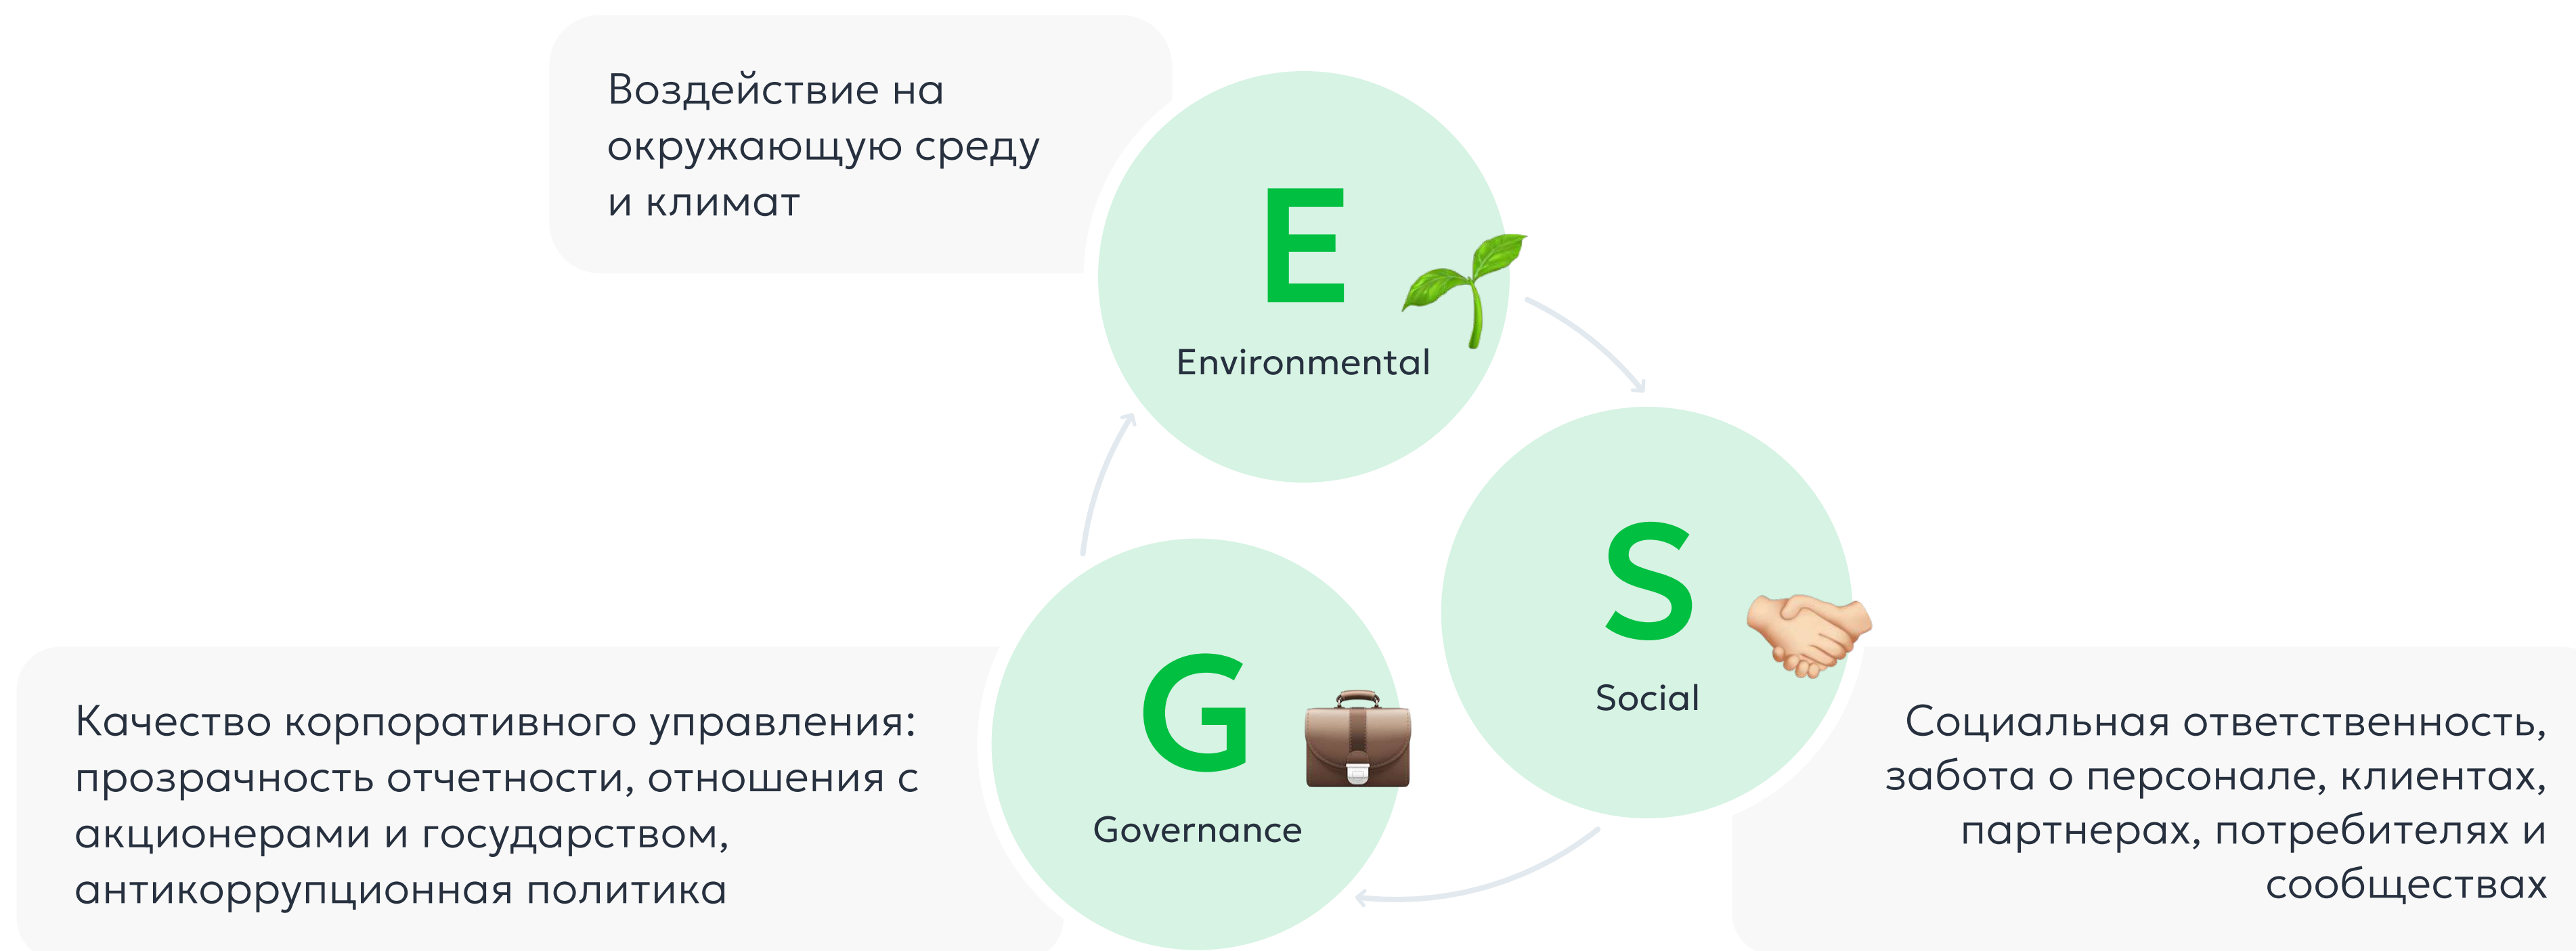 Воздействие на
окружающую среду
и климат
E
Environmental
S
Social
Социальная ответственность,
забота о персонале, клиентах,
партнерах, потребителях и
сообществах
G
Governance
Качество корпоративного управления:
прозрачность отчетности, отношения с
акционерами и государством,
антикоррупционная политика